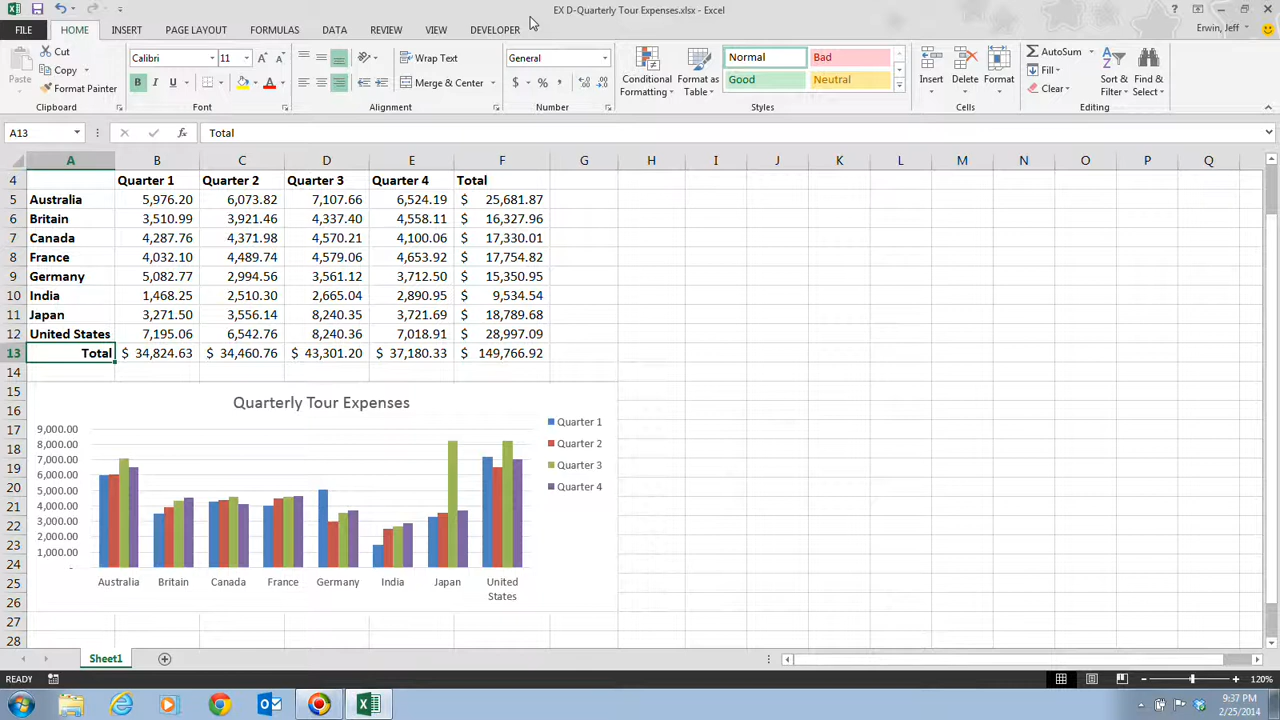 EX D-Quarterly Tour Expenses.xlsx - Excel
FILE HOME INSERT PAGE LAYOUT FORMULAS DATA REVIEW VIEW DEVELOPER Erwin, Jeff
Paste Cut Copy Format Painter
Calibri 11
B I U
Wrap Text
Merge & Center
General
$ % ,
Conditional Formatting
Format as Table
Normal Bad
Good Neutral
Insert Delete Format
AutoSum
Fill
Clear
Sort & Filter
Find & Select
Clipboard Font Alignment Number Styles Cells Editing
A13 fx Total
A B C D E F G H I J K L M N O P Q
4 Quarter 1 Quarter 2 Quarter 3 Quarter 4 Total
5 Australia 5,976.20 6,073.82 7,107.66 6,524.19 $ 25,681.87
6 Britain 3,510.99 3,921.46 4,337.40 4,558.11 $ 16,327.96
7 Canada 4,287.76 4,371.98 4,570.21 4,100.06 $ 17,330.01
8 France 4,032.10 4,489.74 4,579.06 4,653.92 $ 17,754.82
9 Germany 5,082.77 2,994.56 3,561.12 3,712.50 $ 15,350.95
10 India 1,468.25 2,510.30 2,665.04 2,890.95 $ 9,534.54
11 Japan 3,271.50 3,556.14 8,240.35 3,721.69 $ 18,789.68
12 United States 7,195.06 6,542.76 8,240.36 7,018.91 $ 28,997.09
13 Total $ 34,824.63 $ 34,460.76 $ 43,301.20 $ 37,180.33 $ 149,766.92
14
15
16
17
18
19
20
21
22
23
24
25
26
27
28
Quarterly Tour Expenses
9,000.00
8,000.00
7,000.00
6,000.00
5,000.00
4,000.00
3,000.00
2,000.00
1,000.00
-
Australia Britain Canada France Germany India Japan United States
Quarter 1
Quarter 2
Quarter 3
Quarter 4
Sheet1
READY 120%
9:37 PM
2/25/2014